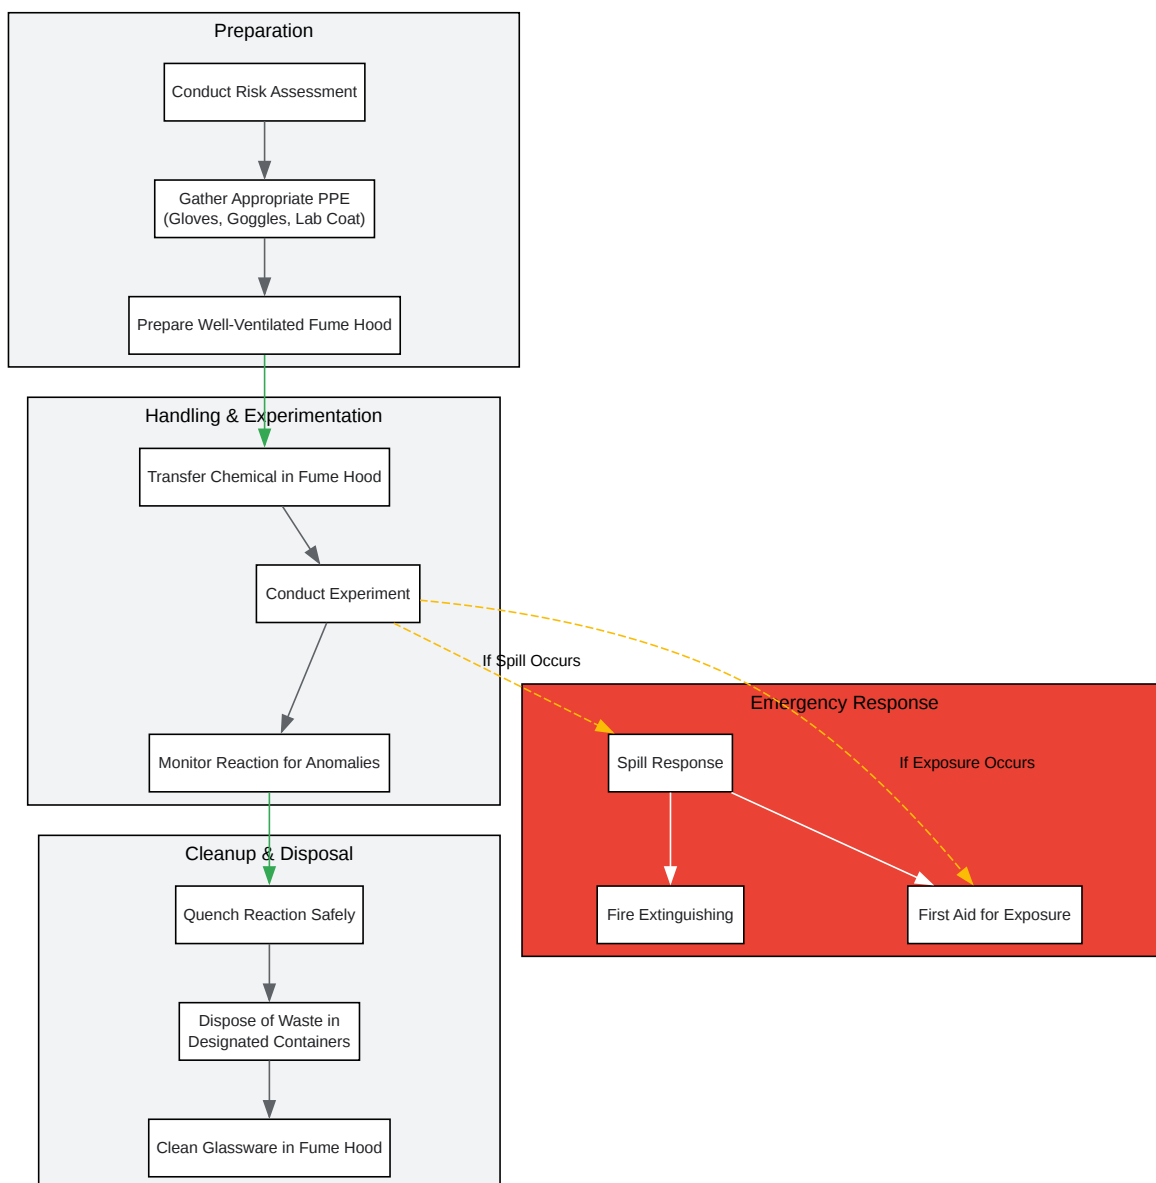 Preparation
Conduct Risk Assessment
Gather Appropriate PPE
(Gloves, Goggles, Lab Coat)
Prepare Well-Ventilated Fume Hood
Handling & Experimentation
Transfer Chemical in Fume Hood
Conduct Experiment
If Spill Occurs
Monitor Reaction for Anomalies
Emergency Response
Spill Response
If Exposure Occurs
Fire Extinguishing
First Aid for Exposure
Cleanup & Disposal
Quench Reaction Safely
Dispose of Waste in
Designated Containers
Clean Glassware in Fume Hood